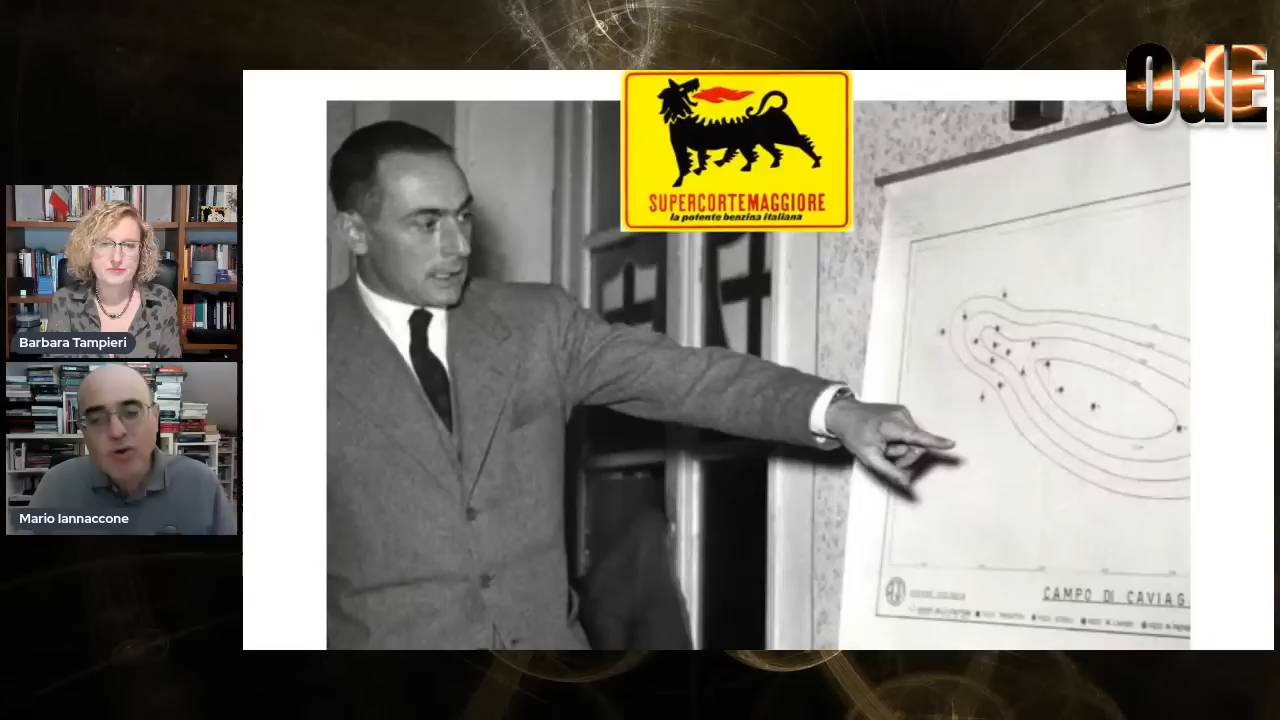 OdE
SUPERCORTEMAGGIORE
la potente benzina italiana
Barbara Tampieri
Mario Iannaccone
CAMPO DI CAVIAG